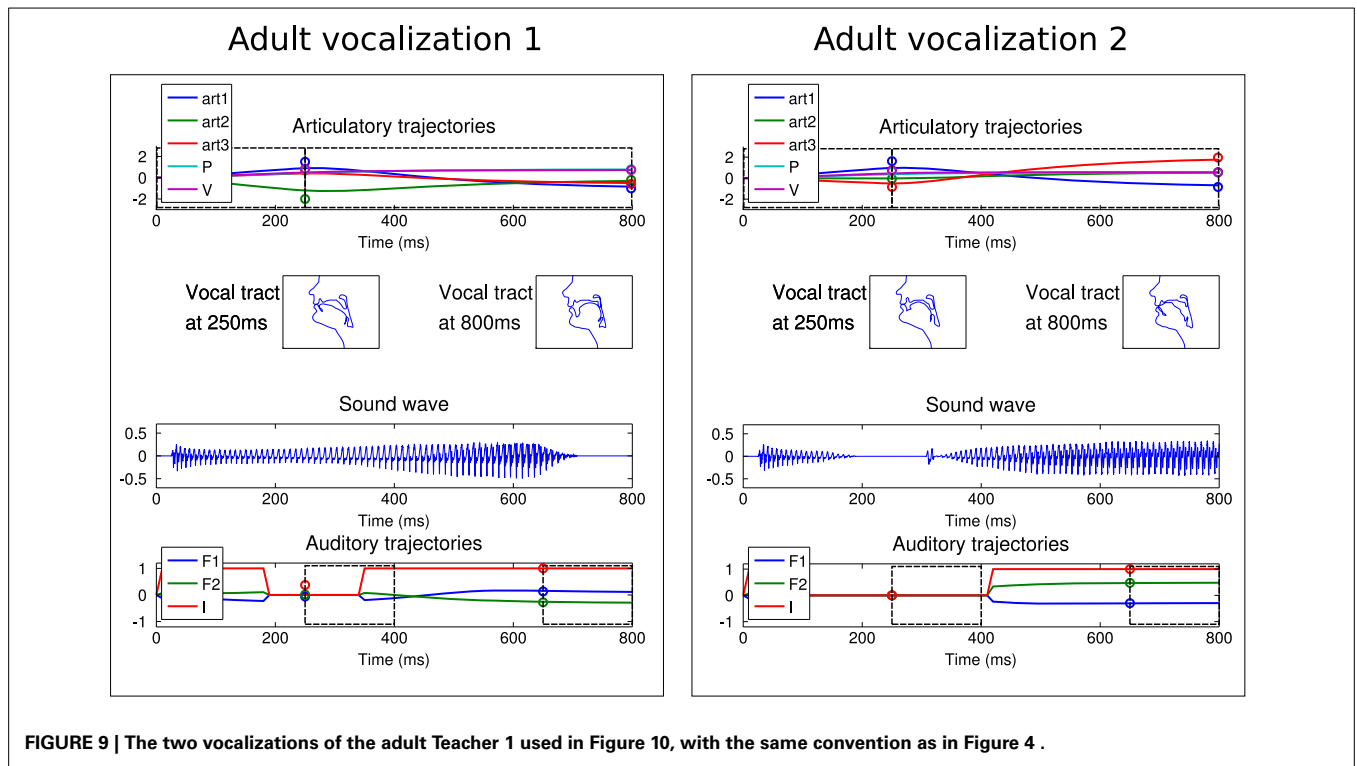 Adult vocalization 1
art1
art2
art3
P
V
Articulatory trajectories
2
0
-2
0 200 400 600 800
Time (ms)
Vocal tract
at 250ms
Vocal tract
at 800ms
Sound wave
0.5
0
-0.5
0 200 400 600 800
Time (ms)
Auditory trajectories
F1
F2
I
1
0
-1
0 200 400 600 800
Time (ms)
Adult vocalization 2
art1
art2
art3
P
V
Articulatory trajectories
2
0
-2
0 200 400 600 800
Time (ms)
Vocal tract
at 250ms
Vocal tract
at 800ms
Sound wave
0.5
0
-0.5
0 200 400 600 800
Time (ms)
Auditory trajectories
F1
F2
I
1
0
-1
0 200 400 600 800
Time (ms)
FIGURE 9 | The two vocalizations of the adult Teacher 1 used in Figure 10, with the same convention as in Figure 4 .